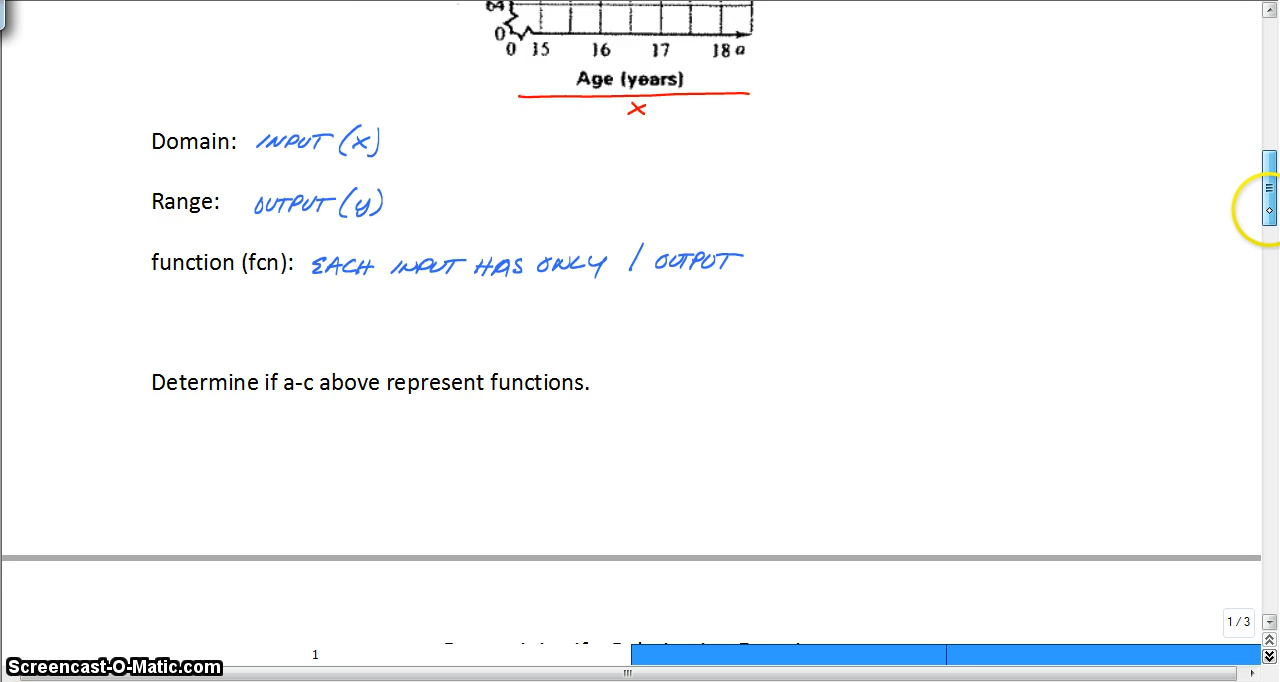 64
0
0 15 16 17 18 a
Age (years)
x
Domain: INPUT (x)
Range: OUTPUT (y)
function (fcn): EACH INPUT HAS ONLY 1 OUTPUT
Determine if a-c above represent functions.
1 / 3
1
Screencast-O-Matic.com